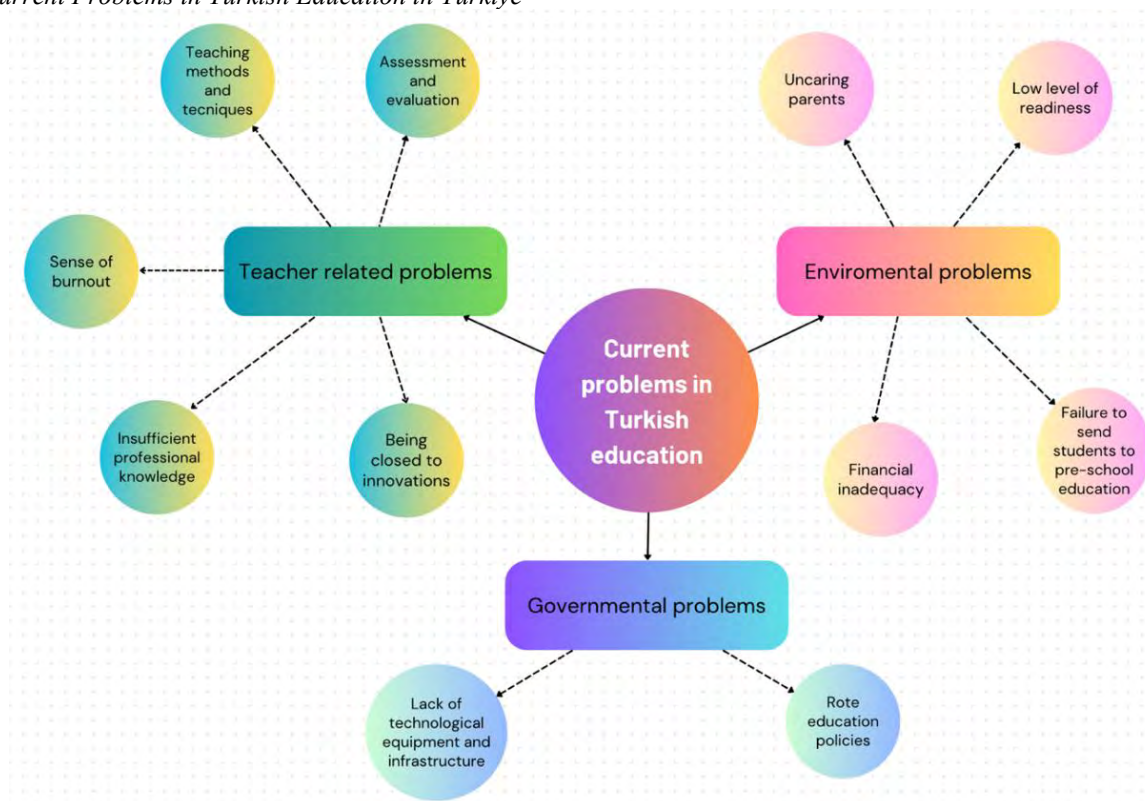 Current Problems in Turkish Education in Türkiye
Teaching
methods
and
tecniques
Assessment
and
evaluation
Uncaring
parents
Low level of
readiness
Sense of
burnout
Teacher related problems
Enviromental problems
Current
problems in
Turkish
education
Insufficient
professional
knowledge
Being
closed to
innovations
Financial
inadequacy
Failure to
send
students to
pre-school
education
Governmental problems
Lack of
technological
equipment and
infrastructure
Rote
education
policies